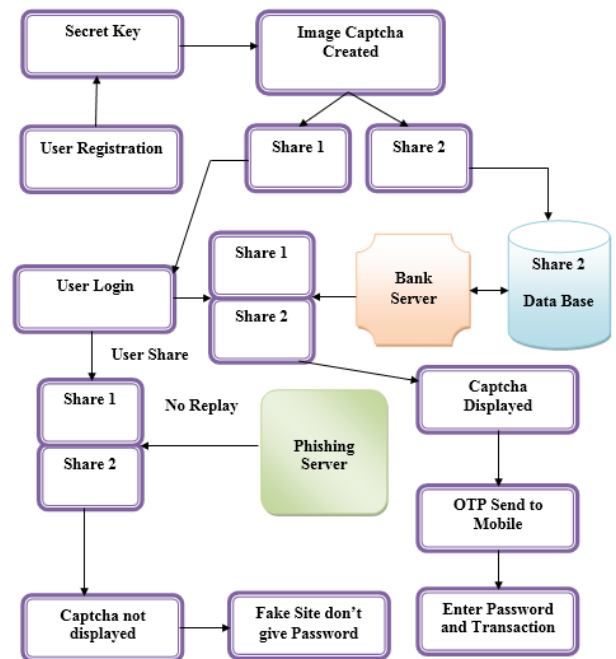 Secret Key
Image Captcha
Created
User Registration
Share 1
Share 2
Share 1
Share 2
User Login
Bank
Server
Share 2
Data Base
User Share
Share 1
Share 2
No Replay
Phishing
Server
Captcha
Displayed
OTP Send to
Mobile
Captcha not
displayed
Fake Site don't
give Password
Enter Password
and Transaction